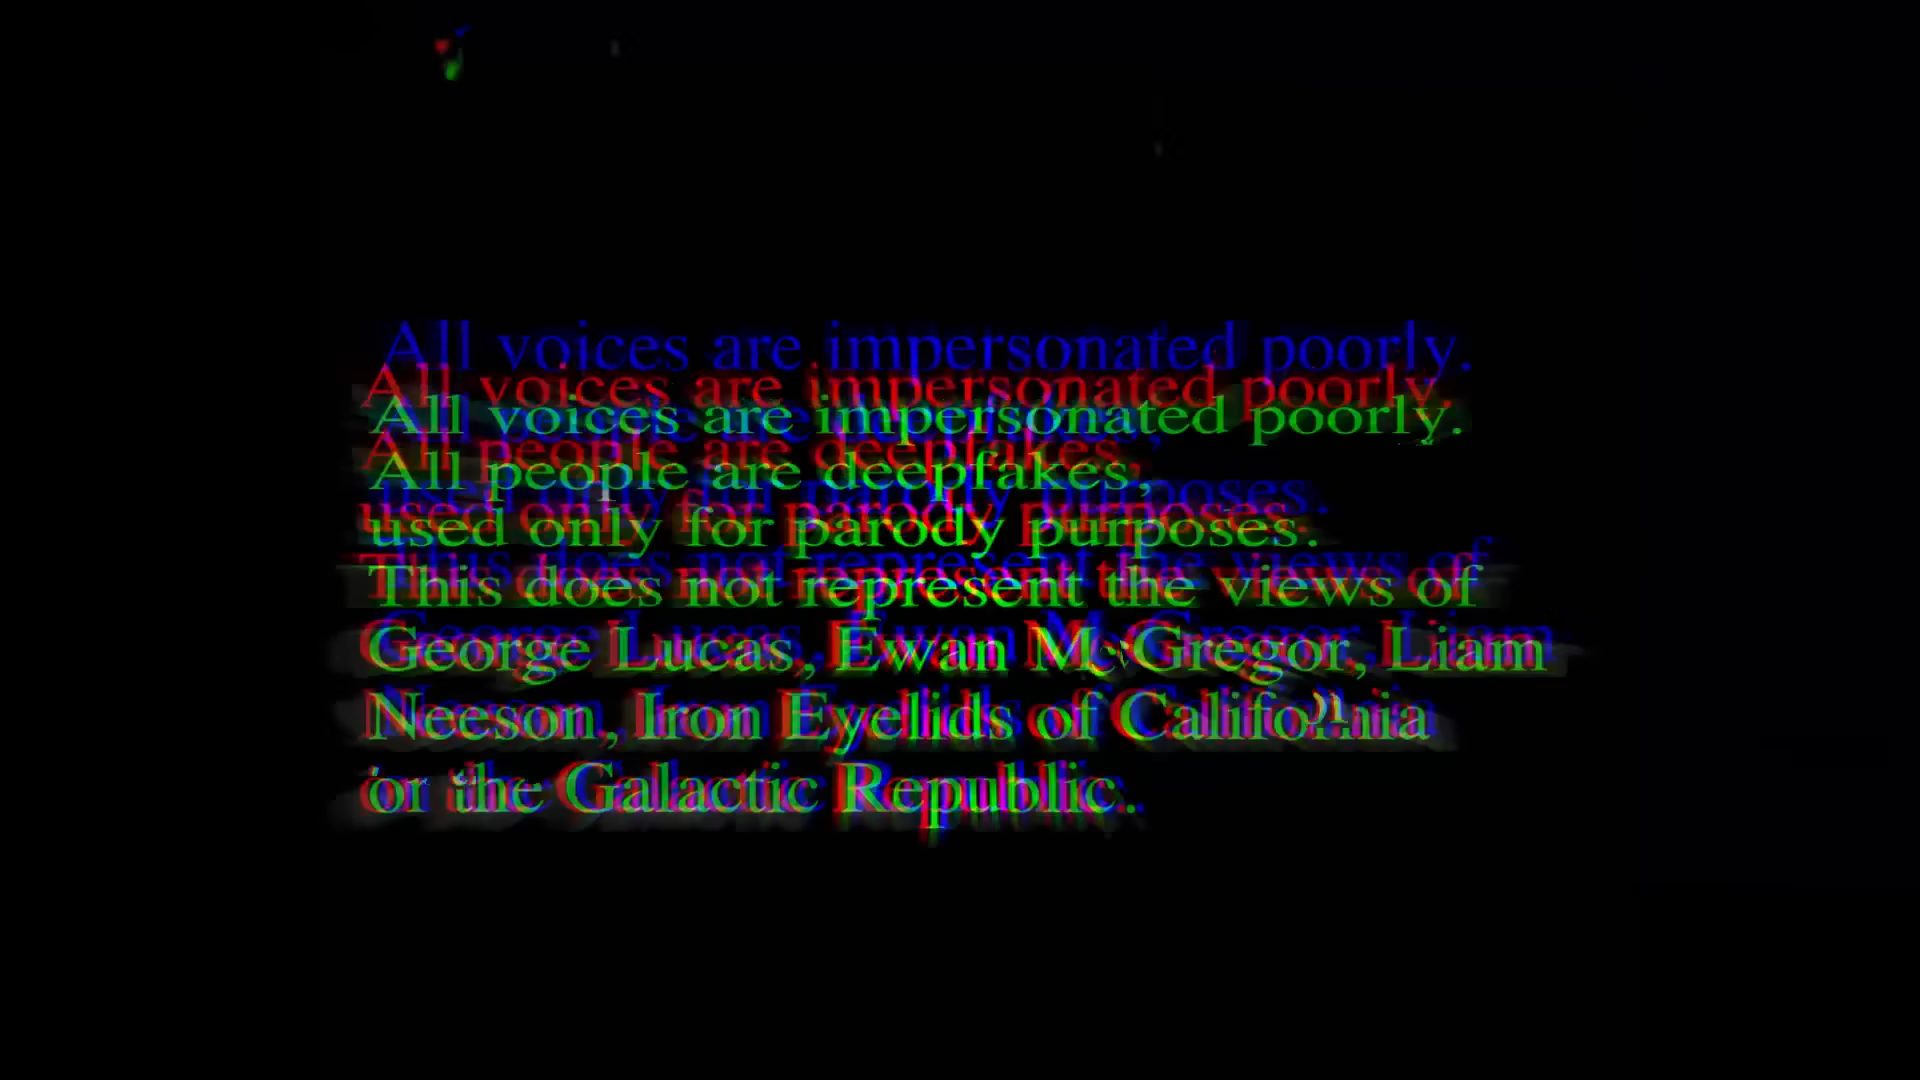 All voices are impersonated poorly.
All people are deepfakes,
used only for parody purposes.
This does not represent the views of
George Lucas, Ewan McGregor, Liam
Neeson, Iron Eyelids of California
or the Galactic Republic.